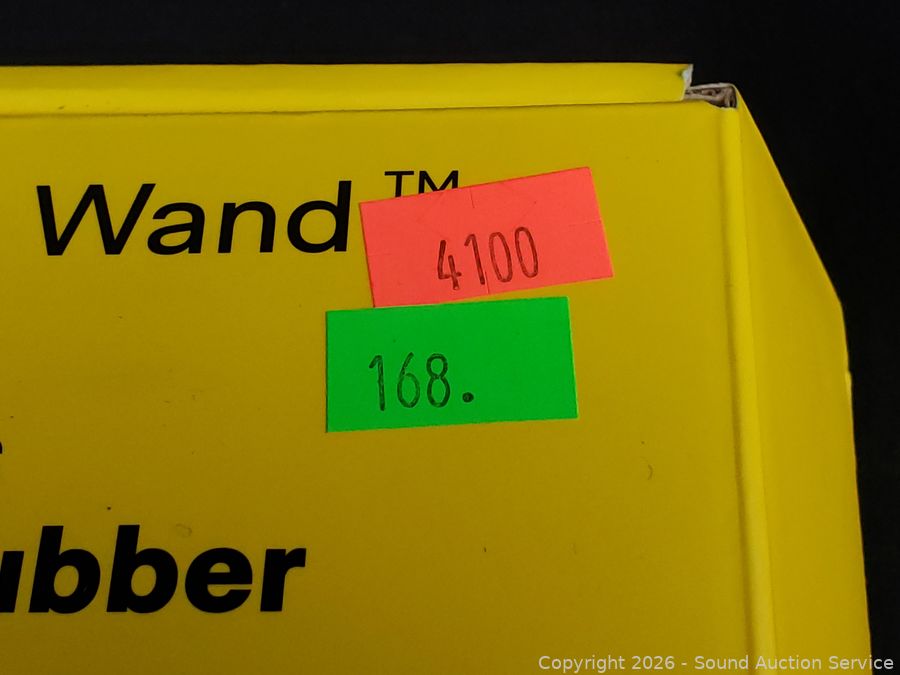 Wand™
4100
168.
ubber
Copyright 2026 - Sound Auction Service